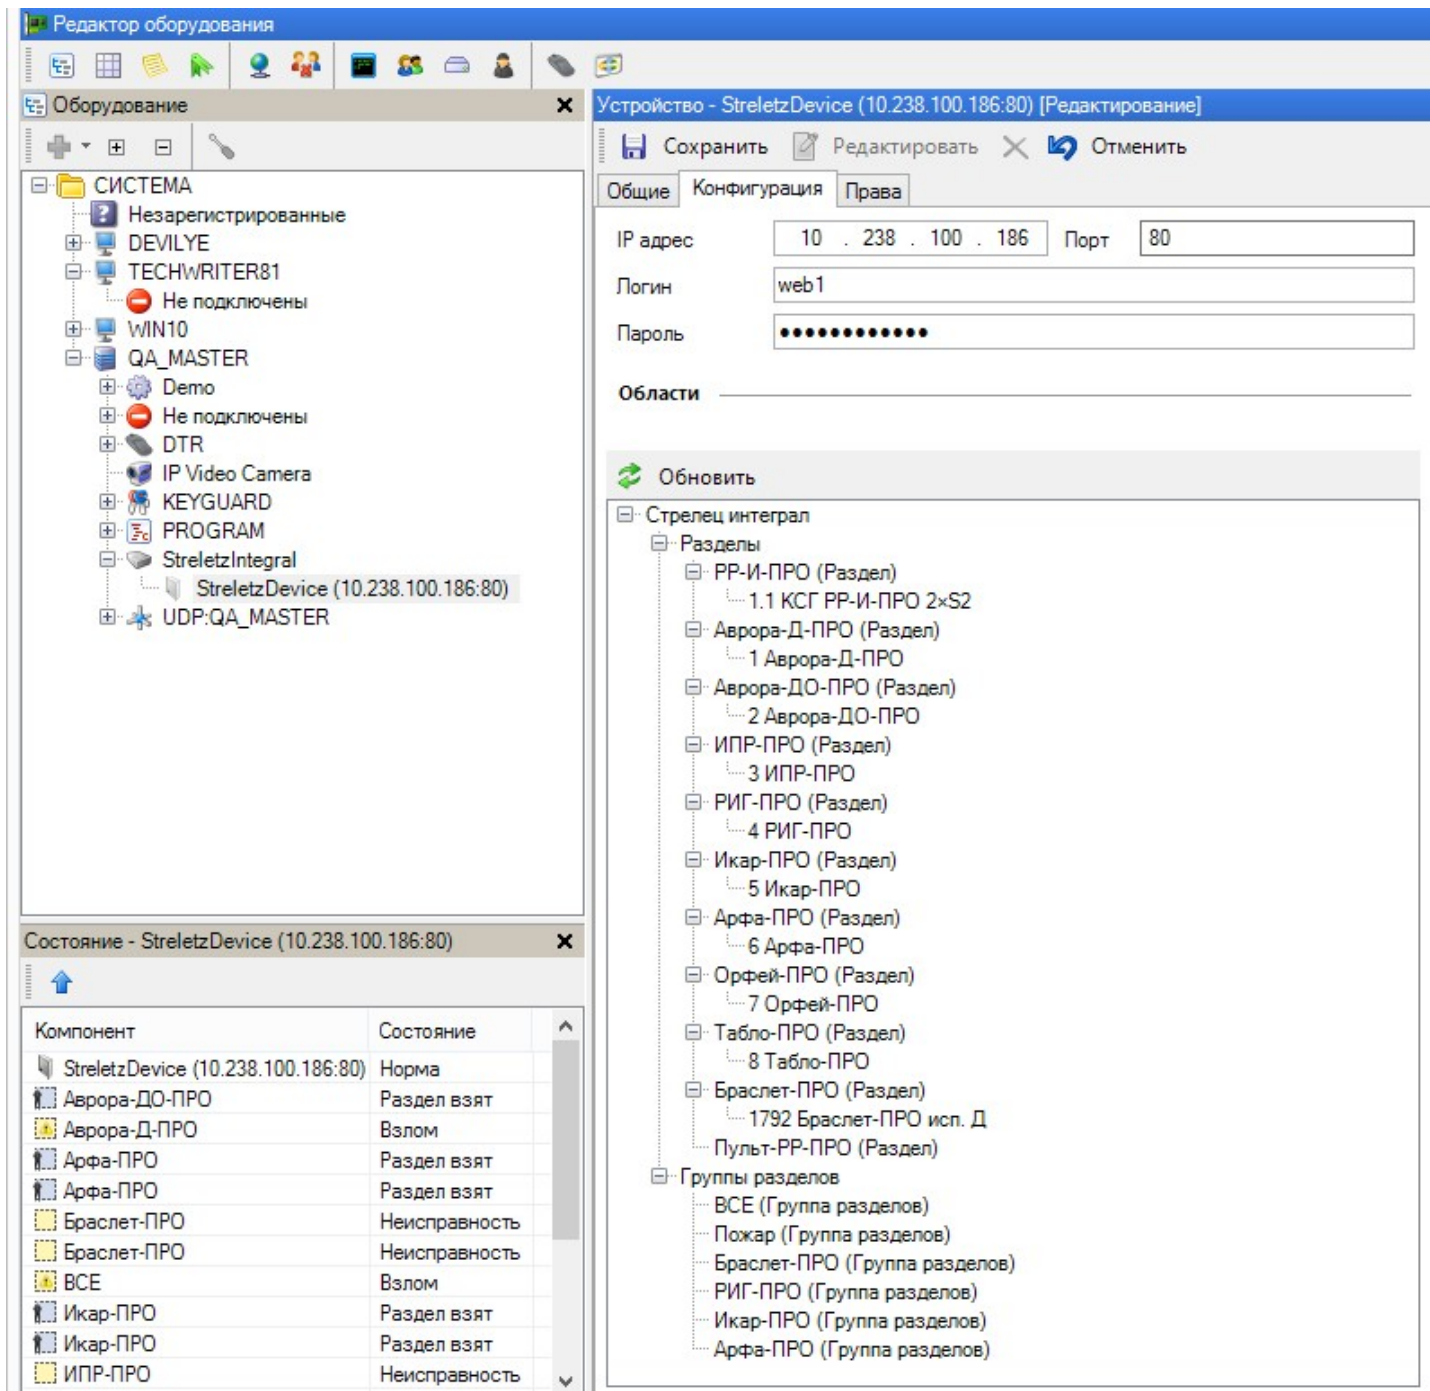 Редактор оборудования
Оборудование
СИСТЕМА
Незарегистрированные
DEVILYE
TECHWRITER81
Не подключены
WIN10
QA_MASTER
Demo
Не подключены
DTR
IP Video Camera
KEYGUARD
PROGRAM
StreletzIntegral
StreletzDevice (10.238.100.186:80)
UDP:QA_MASTER
Состояние - StreletzDevice (10.238.100.186:80)
Компонент Состояние
StreletzDevice (10.238.100.186:80) Норма
Аврора-ДО-ПРО Раздел взят
Аврора-Д-ПРО Взлом
Арфа-ПРО Раздел взят
Арфа-ПРО Раздел взят
Браслет-ПРО Неисправность
Браслет-ПРО Неисправность
ВСЕ Взлом
Икар-ПРО Раздел взят
Икар-ПРО Раздел взят
ИПР-ПРО Неисправность
Устройство - StreletzDevice (10.238.100.186:80) [Редактирование]
Сохранить Редактировать Отменить
Общие Конфигурация Права
IP адрес 10 . 238 . 100 . 186 Порт 80
Логин web1
Пароль ●●●●●●●●●●●●
Области
Обновить
Стрелец интеграл
Разделы
РР-И-ПРО (Раздел)
1.1 КСГ РР-И-ПРО 2×S2
Аврора-Д-ПРО (Раздел)
1 Аврора-Д-ПРО
Аврора-ДО-ПРО (Раздел)
2 Аврора-ДО-ПРО
ИПР-ПРО (Раздел)
3 ИПР-ПРО
РИГ-ПРО (Раздел)
4 РИГ-ПРО
Икар-ПРО (Раздел)
5 Икар-ПРО
Арфа-ПРО (Раздел)
6 Арфа-ПРО
Орфей-ПРО (Раздел)
7 Орфей-ПРО
Табло-ПРО (Раздел)
8 Табло-ПРО
Браслет-ПРО (Раздел)
1792 Браслет-ПРО исп. Д
Пульт-РР-ПРО (Раздел)
Группы разделов
ВСЕ (Группа разделов)
Пожар (Группа разделов)
Браслет-ПРО (Группа разделов)
РИГ-ПРО (Группа разделов)
Икар-ПРО (Группа разделов)
Арфа-ПРО (Группа разделов)